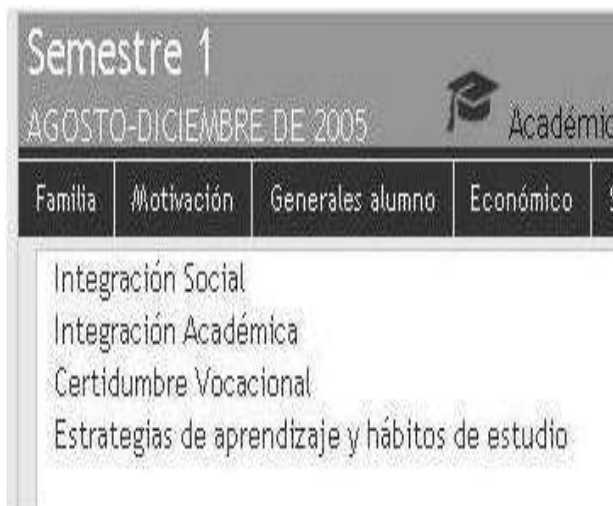 Semestre 1
AGOSTO-DICIEMBRE DE 2005
Familia Motivación Generales alumno Económico
Integración Social
Integración Académica
Certidumbre Vocacional
Estrategias de aprendizaje y hábitos de estudio